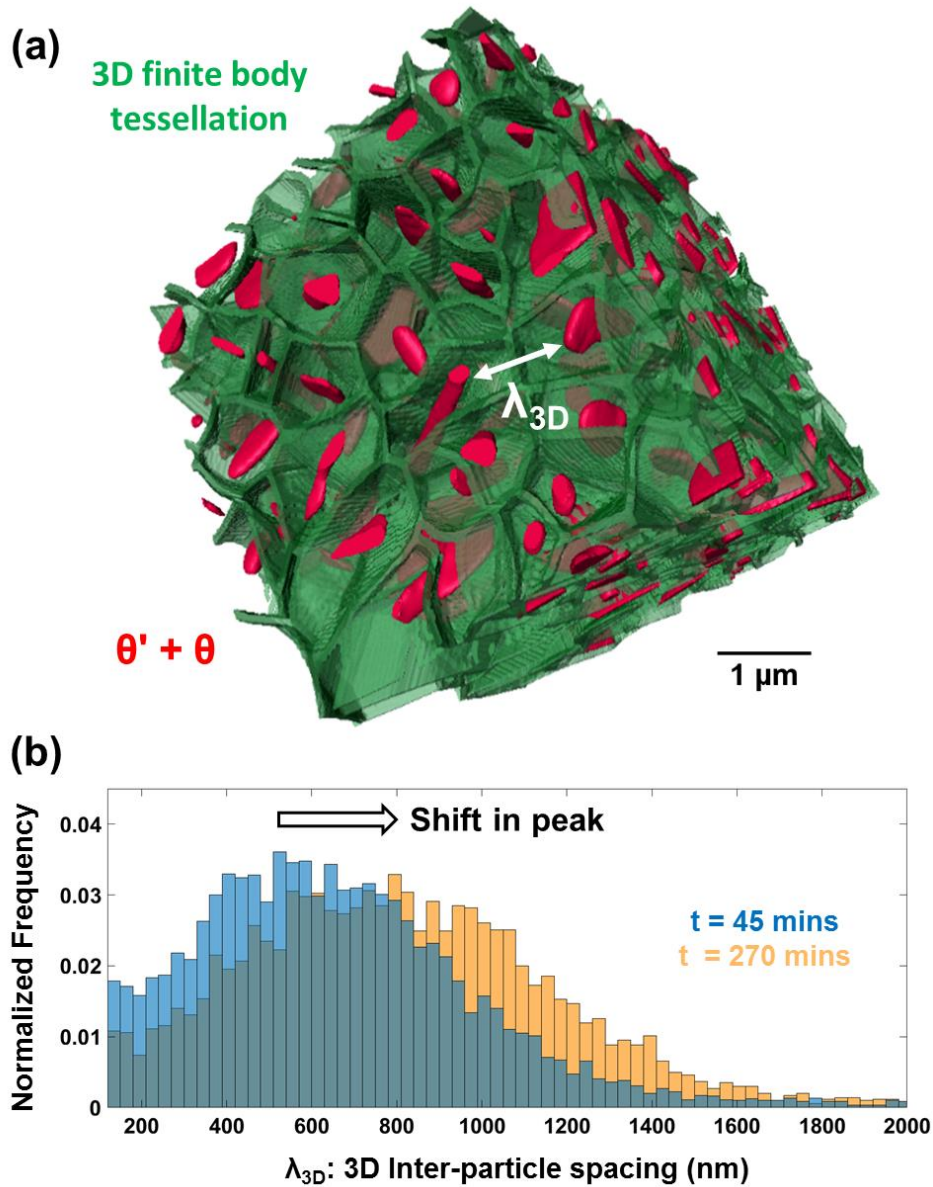 (a)
3D finite body
tessellation
λ3D
θ' + θ
1 µm
(b)
Shift in peak
t = 45 mins
t = 270 mins
Normalized Frequency
0.04
0.03
0.02
0.01
0
200 400 600 800 1000 1200 1400 1600 1800 2000
λ3D: 3D Inter-particle spacing (nm)